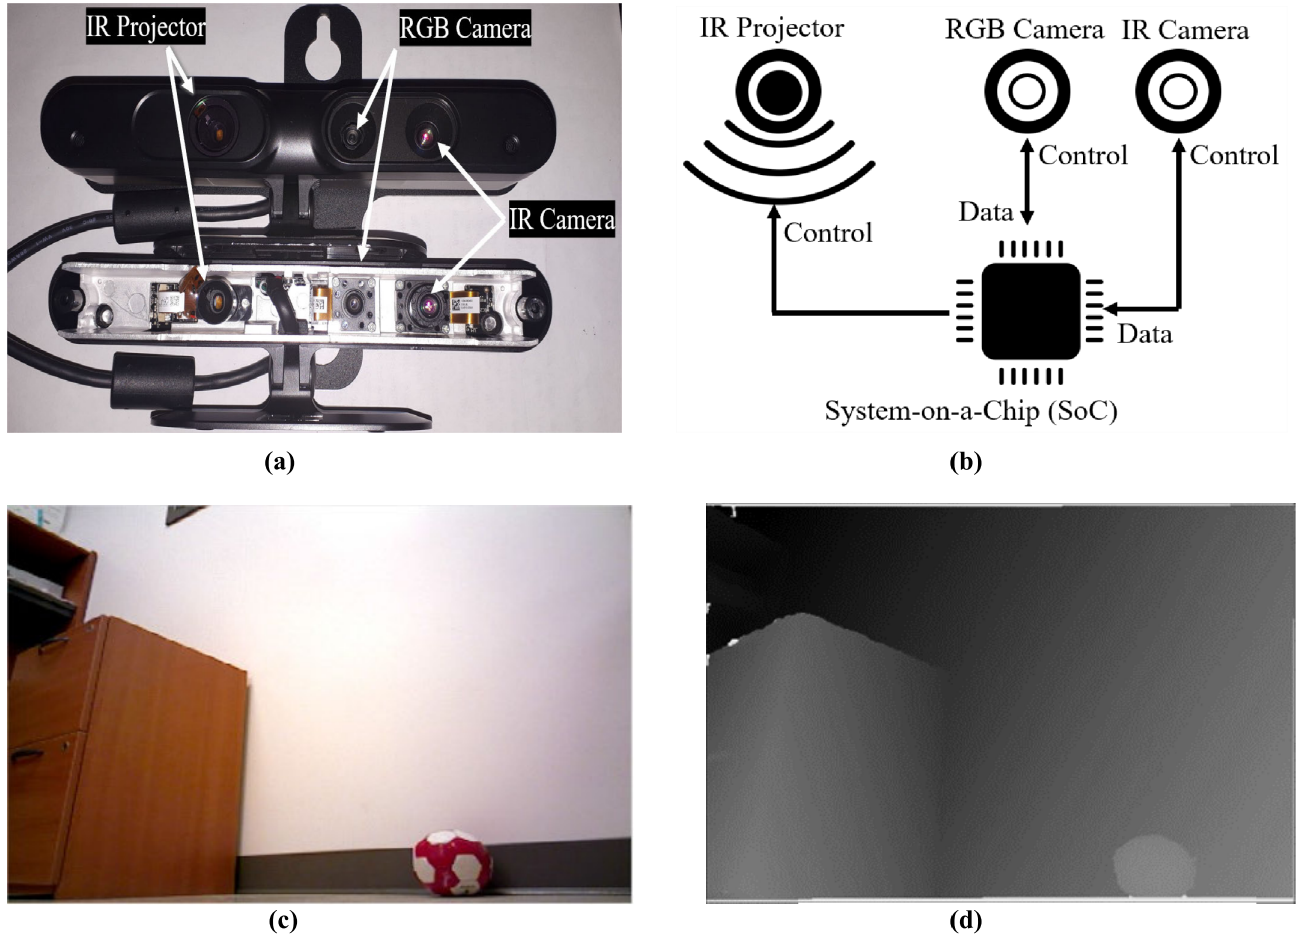 IR Projector
RGB Camera
IR Camera
(a)
IR Projector
RGB Camera
IR Camera
Control
Control
Control
Data
Data
System-on-a-Chip (SoC)
(b)
(c)
(d)